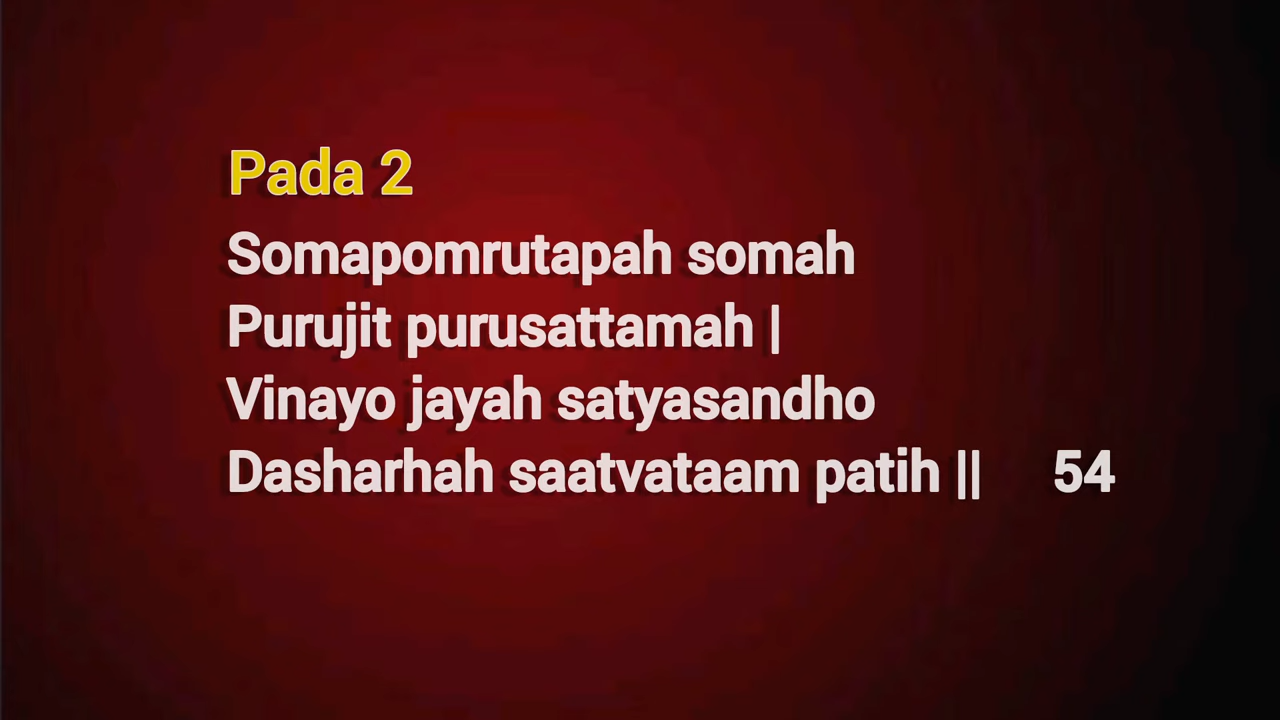 Pada 2
Somapomrutapah somah
Purujit purusattamah |
Vinayo jayah satyasandho
Dasharhah saatvataam patih || 54